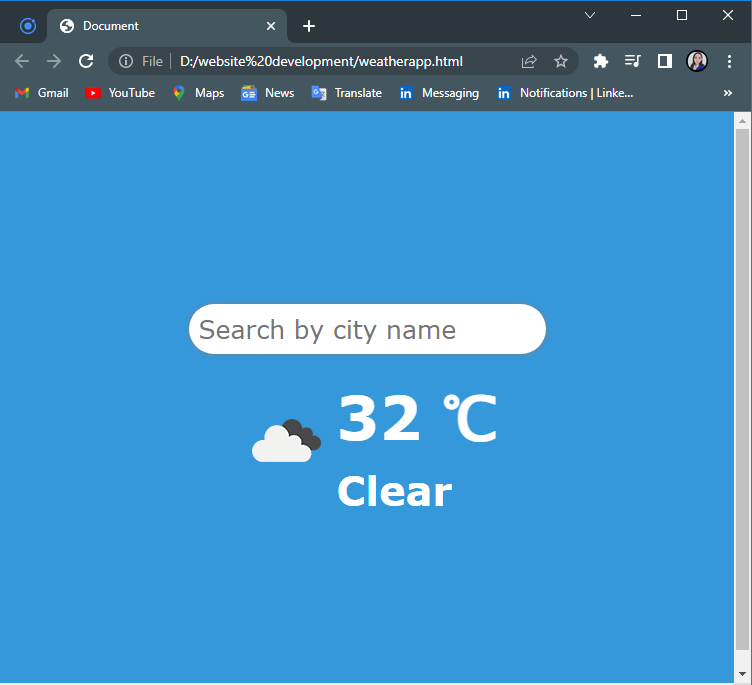 Document
File D:/website%20development/weatherapp.html
Gmail YouTube Maps News Translate Messaging Notifications | Linke...
Search by city name
32 ℃
Clear